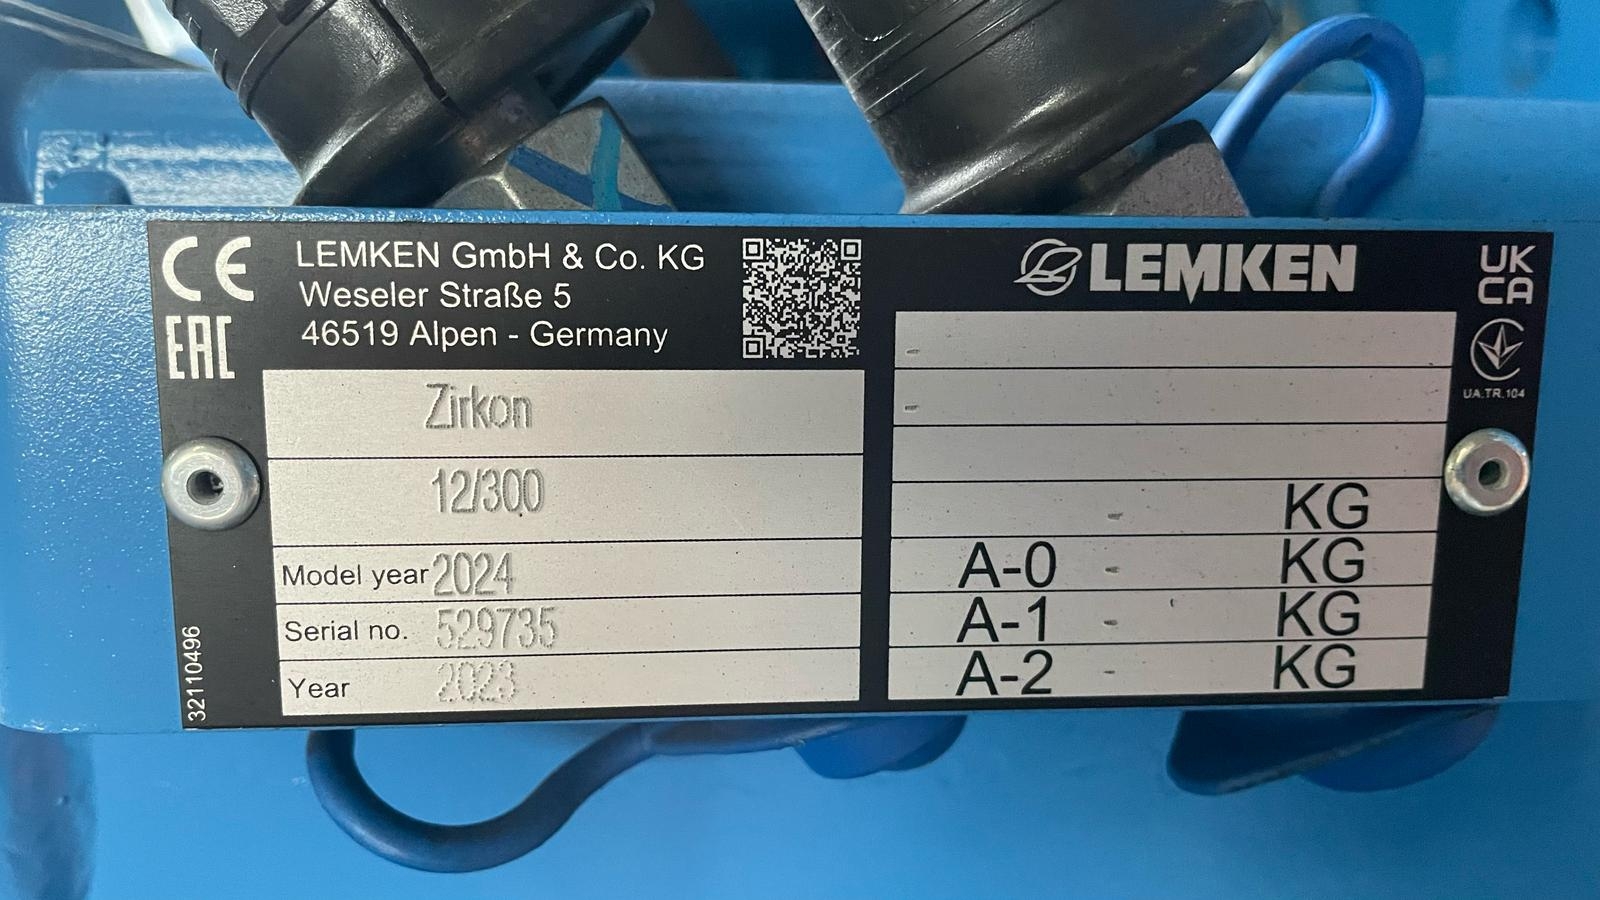 CE
EAC
LEMKEN GmbH & Co. KG
Weseler Straße 5
46519 Alpen - Germany
Zirkon
12/300
Model year 2024
Serial no. 529735
Year 2023
32110496
LEMKEN
UK
CA
UA.TR.104
-
-
- KG
A-0 - KG
A-1 - KG
A-2 - KG